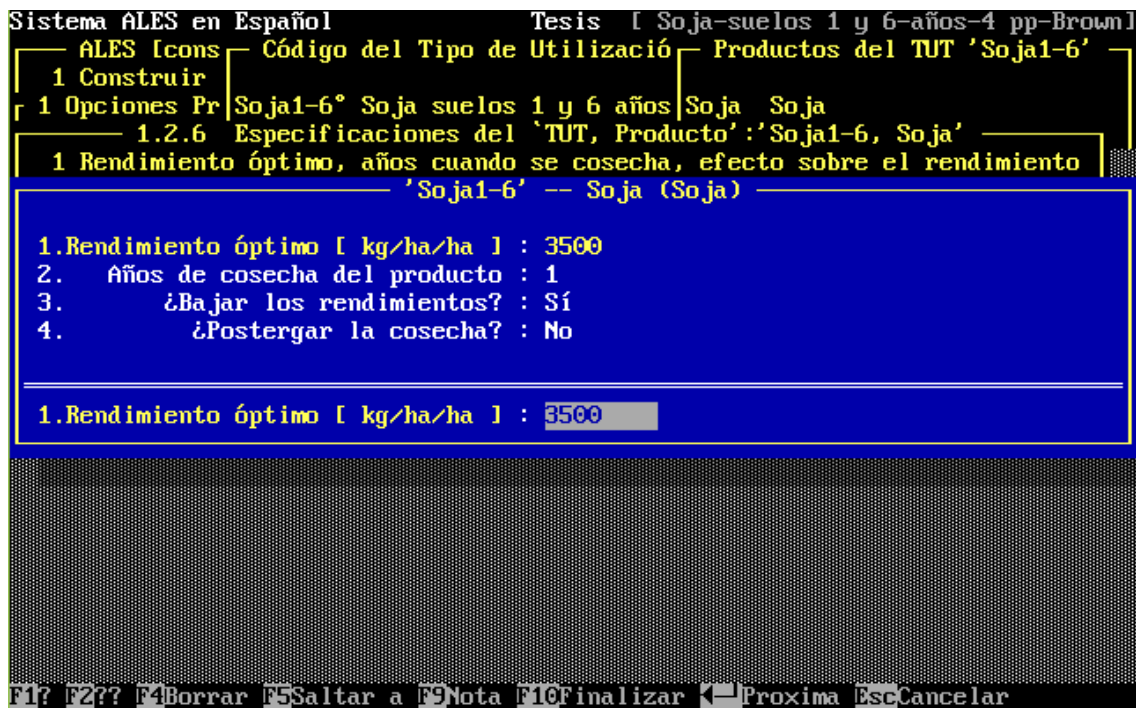 Sistema ALES en Español Tesis [ Soja-suelos 1 y 6-años-4 pp-Brown]
ALES [cons Código del Tipo de Utilizació Productos del TUT 'Soja1-6'
1 Construir
1 Opciones Pr Soja1-6° Soja suelos 1 y 6 años Soja Soja
1.2.6 Especificaciones del `TUT, Producto':'Soja1-6, Soja'
1 Rendimiento óptimo, años cuando se cosecha, efecto sobre el rendimiento
'Soja1-6' -- Soja (Soja)
1.Rendimiento óptimo [ kg/ha/ha ] : 3500
2. Años de cosecha del producto : 1
3. ¿Bajar los rendimientos? : Sí
4. ¿Postergar la cosecha? : No
1.Rendimiento óptimo [ kg/ha/ha ] : 3500
F1? F2?? F4Borrar F5Saltar a F9Nota F10Finalizar Proxima EscCancelar